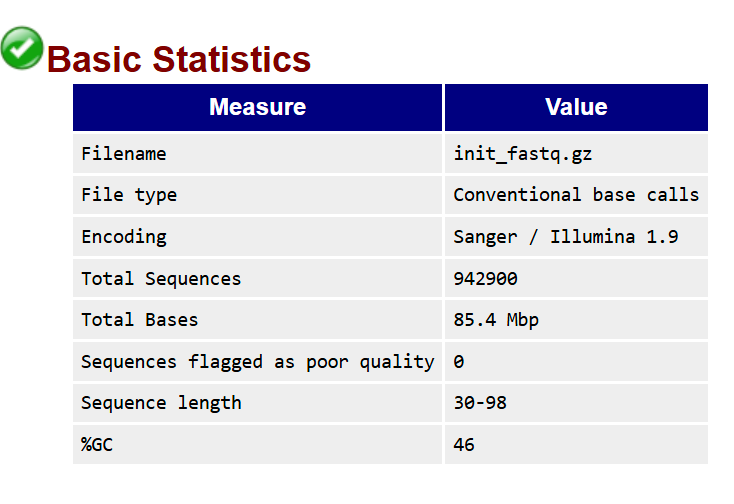 Basic Statistics
Measure Value
Filename init_fastq.gz
File type Conventional base calls
Encoding Sanger / Illumina 1.9
Total Sequences 942900
Total Bases 85.4 Mbp
Sequences flagged as poor quality 0
Sequence length 30-98
%GC 46